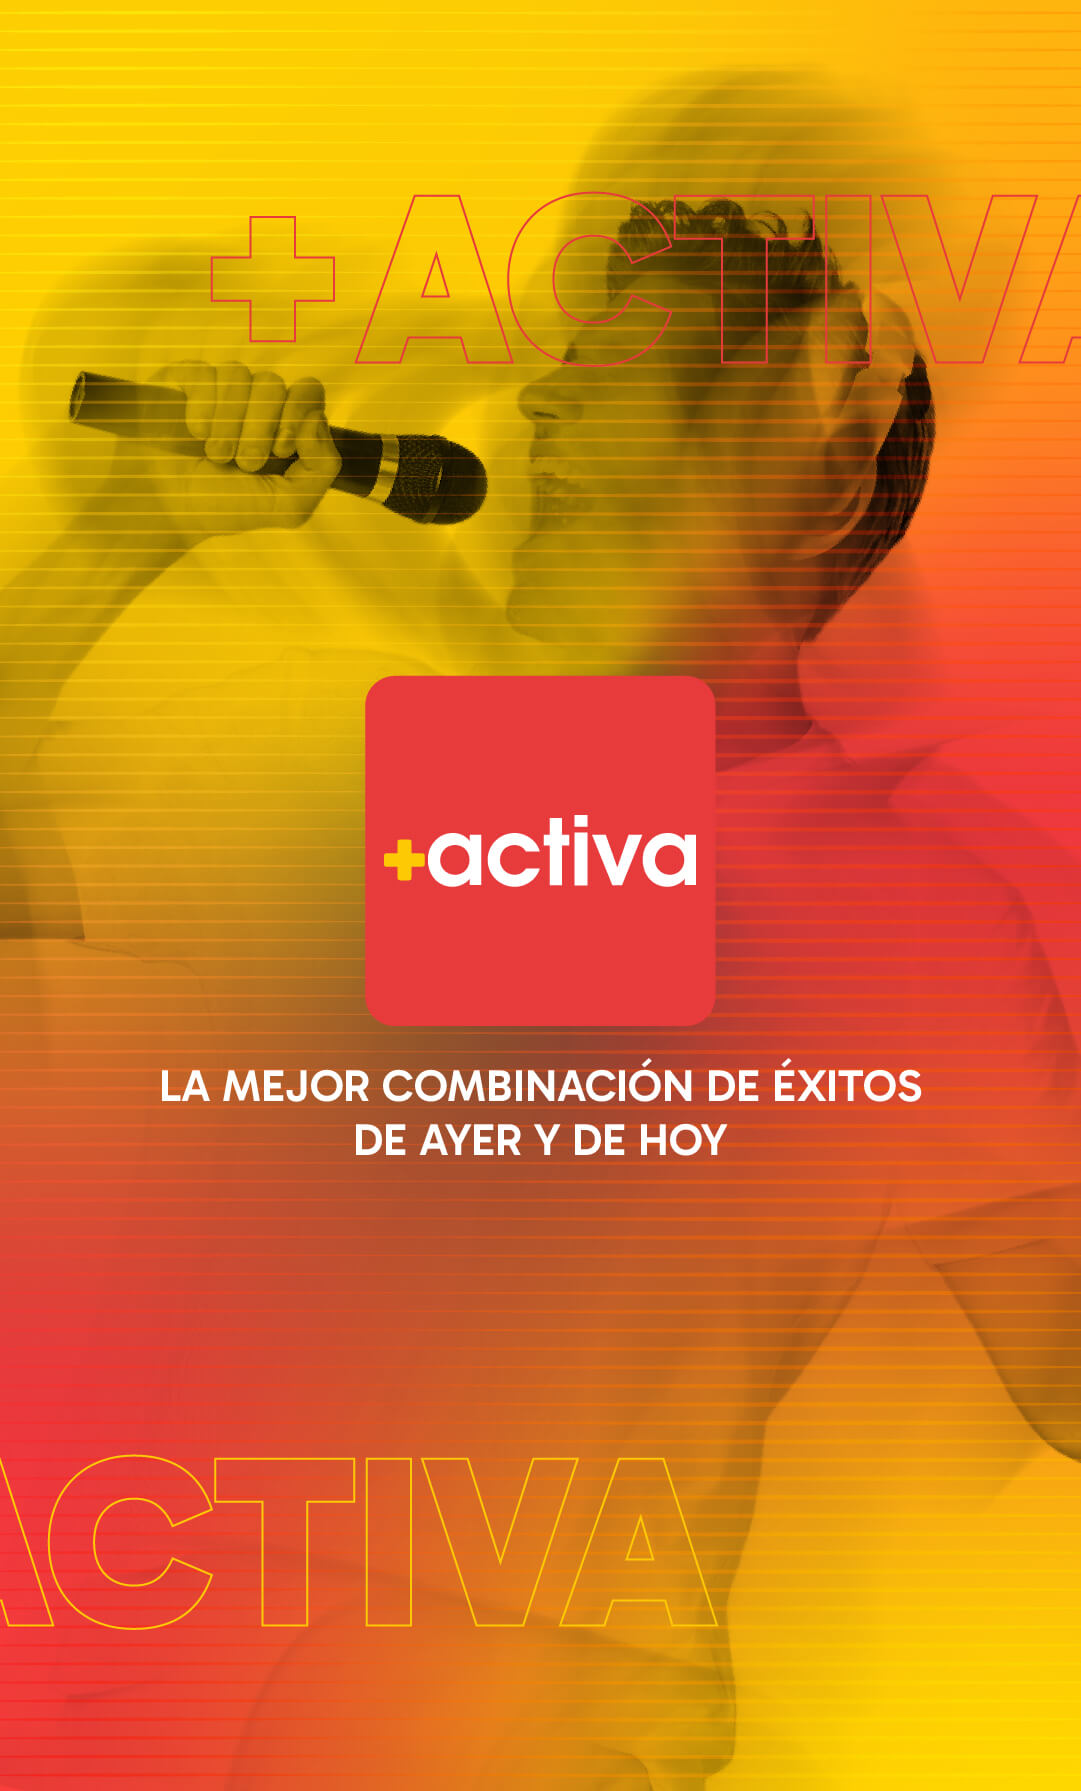 +ACTIVA
+activa
LA MEJOR COMBINACIÓN DE ÉXITOS
DE AYER Y DE HOY
ACTIVA